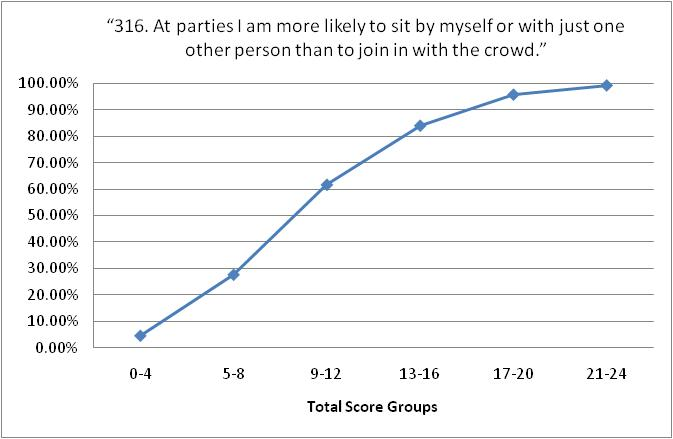 “316. At parties I am more likely to sit by myself or with just one
other person than to join in with the crowd.”
100.00%
90.00%
80.00%
70.00%
60.00%
50.00%
40.00%
30.00%
20.00%
10.00%
0.00%
0-4 5-8 9-12 13-16 17-20 21-24
Total Score Groups